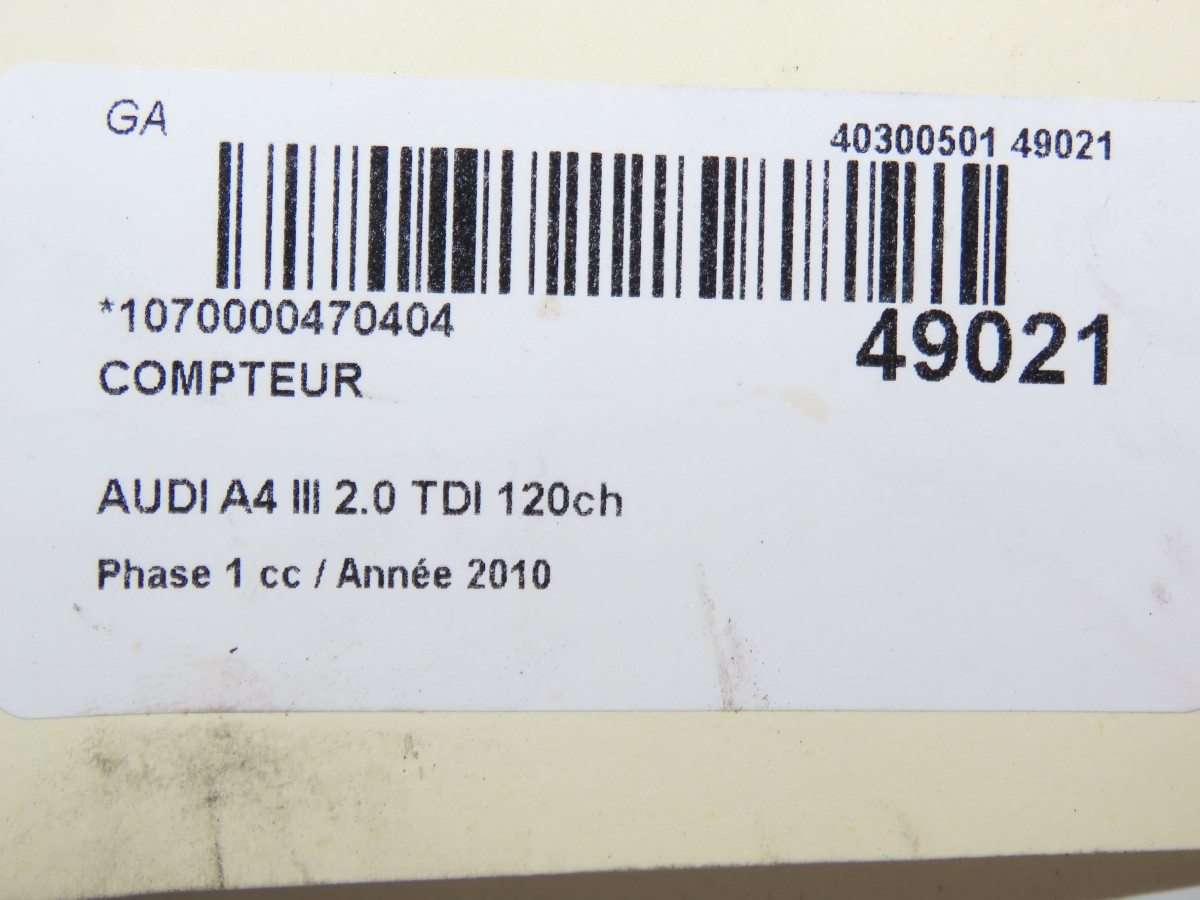 GA
40300501 49021
*1070000470404
49021
COMPTEUR
AUDI A4 III 2.0 TDI 120ch
Phase 1 cc / Année 2010